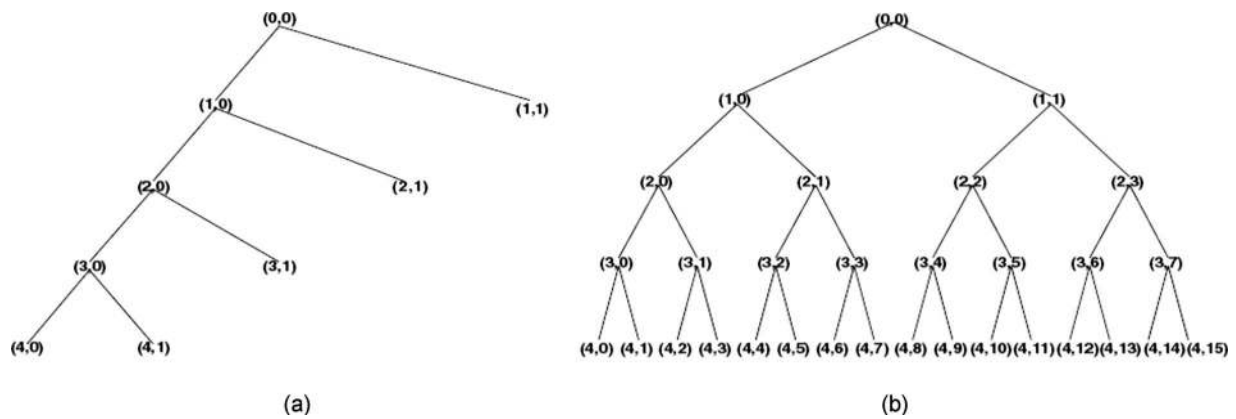 (0,0) (0,0)
(1,0) (1,1) (1,0) (1,1)
(2,0) (2,1) (2,0) (2,1) (2,2) (2,3)
(3,0) (3,1) (3,0) (3,1) (3,2) (3,3) (3,4) (3,5) (3,6) (3,7)
(4,0) (4,1) (4,0) (4,1) (4,2) (4,3) (4,4) (4,5) (4,6) (4,7) (4,8) (4,9) (4,10) (4,11) (4,12) (4,13) (4,14) (4,15)
(a) (b)